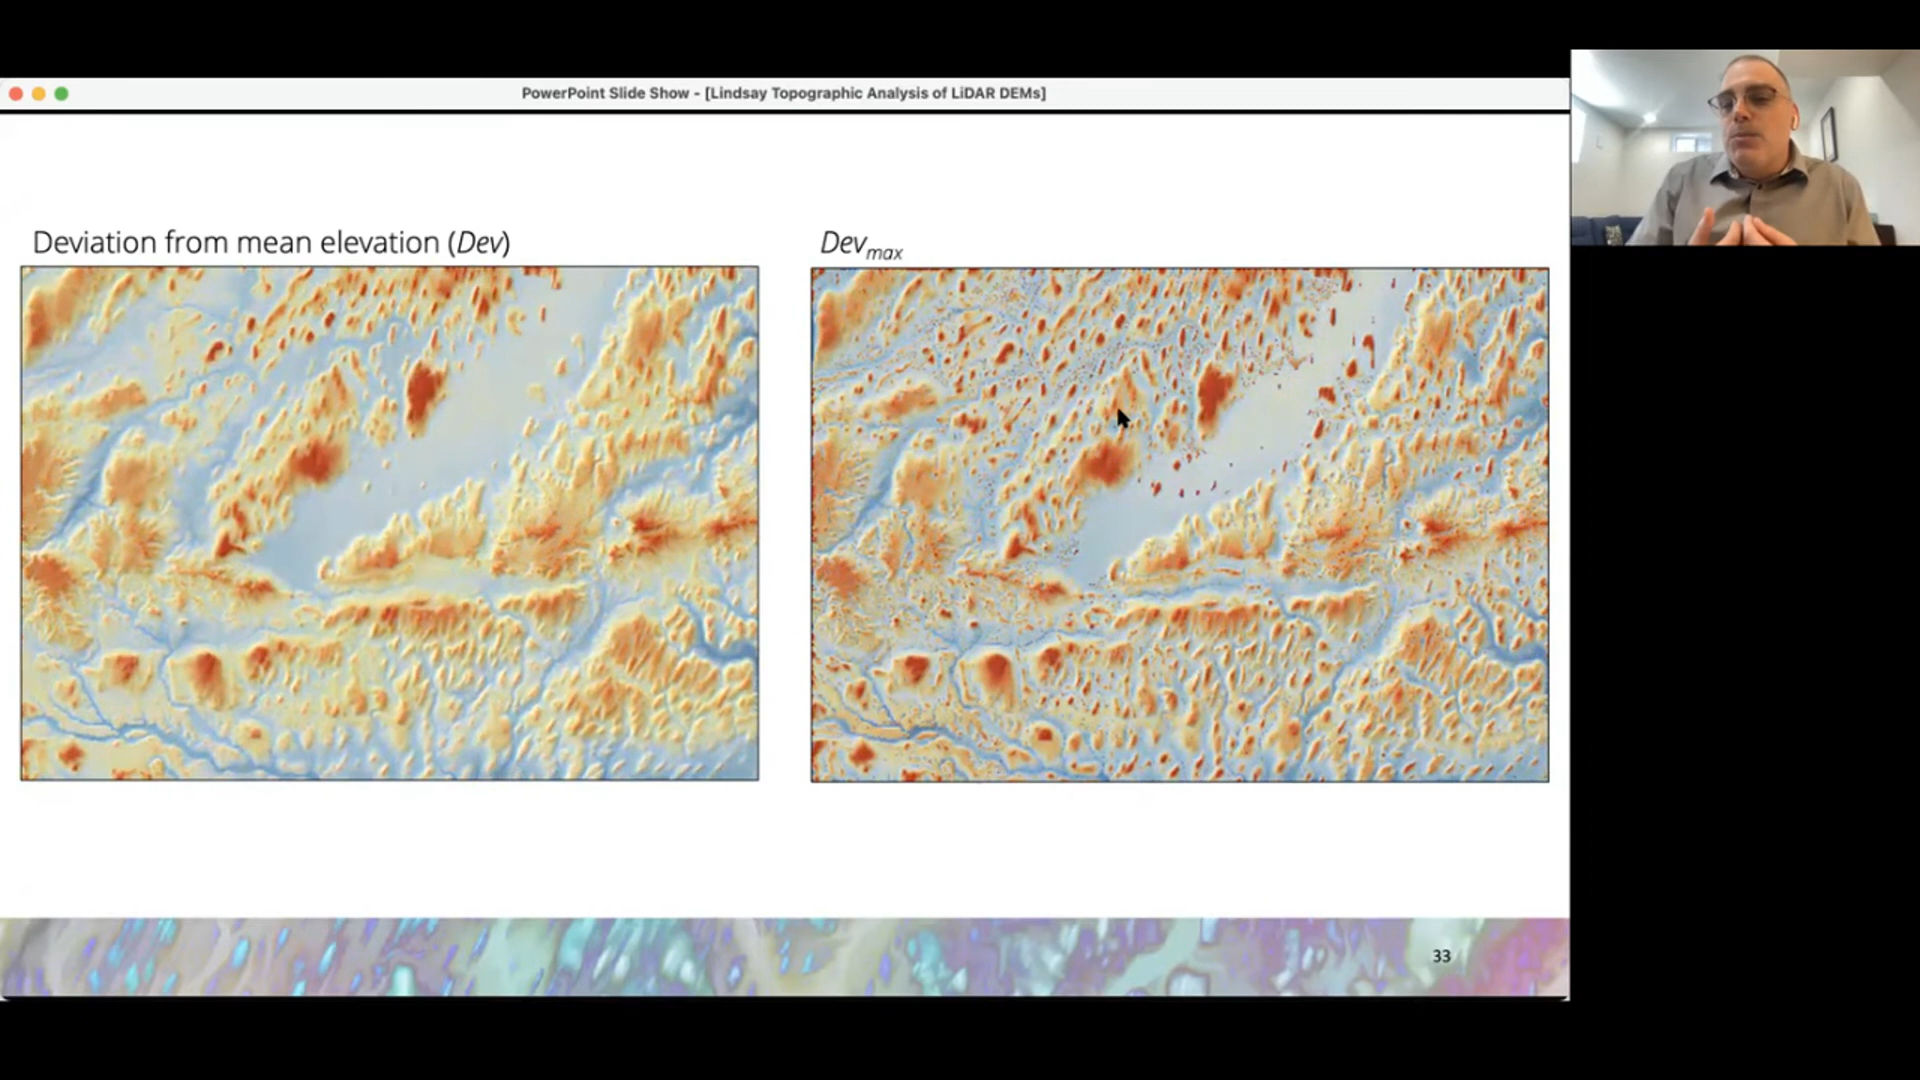 PowerPoint Slide Show - [Lindsay Topographic Analysis of LiDAR DEMs]
Deviation from mean elevation (Dev)
Devmax
33